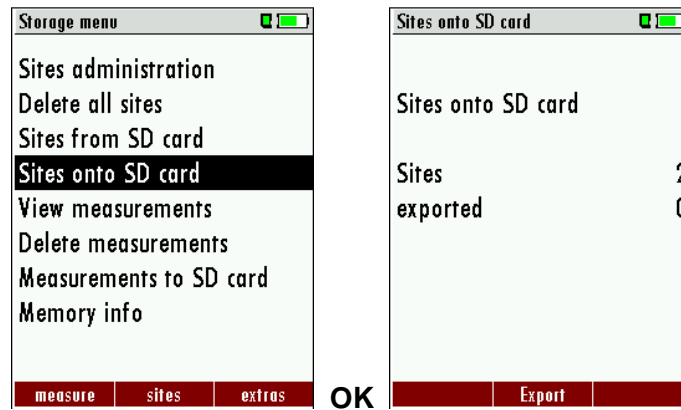 Storage menu
Sites administration
Delete all sites
Sites from SD card
Sites onto SD card
View measurements
Delete measurements
Measurements to SD card
Memory info
measure sites extras
OK
Sites onto SD card
Sites onto SD card
Sites
exported
Export